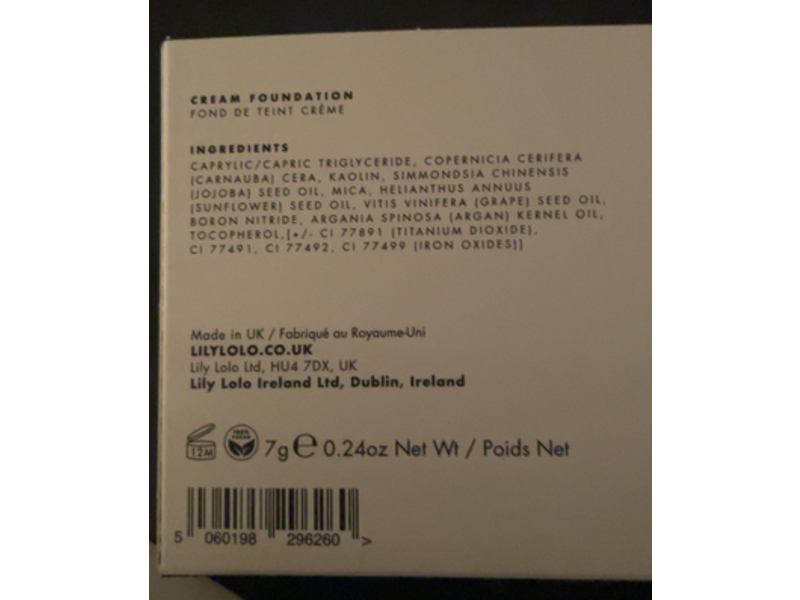 CREAM FOUNDATION
FOND DE TEINT CRÈME
INGREDIENTS
CAPRYLIC/CAPRIC TRIGLYCERIDE, COPERNICIA CERIFERA
(CARNAUBA) CERA, KAOLIN, SIMMONDSIA CHINENSIS
(JOJOBA) SEED OIL, MICA, HELIANTHUS ANNUUS
(SUNFLOWER) SEED OIL, VITIS VINIFERA (GRAPE) SEED OIL,
BORON NITRIDE, ARGANIA SPINOSA (ARGAN) KERNEL OIL,
TOCOPHEROL,[+/- CI 77891 (TITANIUM DIOXIDE),
CI 77491, CI 77492, CI 77499 (IRON OXIDES)]
Made in UK / Fabriqué au Royaume-Uni
LILYLOLO.CO.UK
Lily Lolo Ltd, HU4 7DX, UK
Lily Lolo Ireland Ltd, Dublin, Ireland
12M 100% VEGAN 7g e 0.24oz Net Wt / Poids Net
5 060198 296260 >